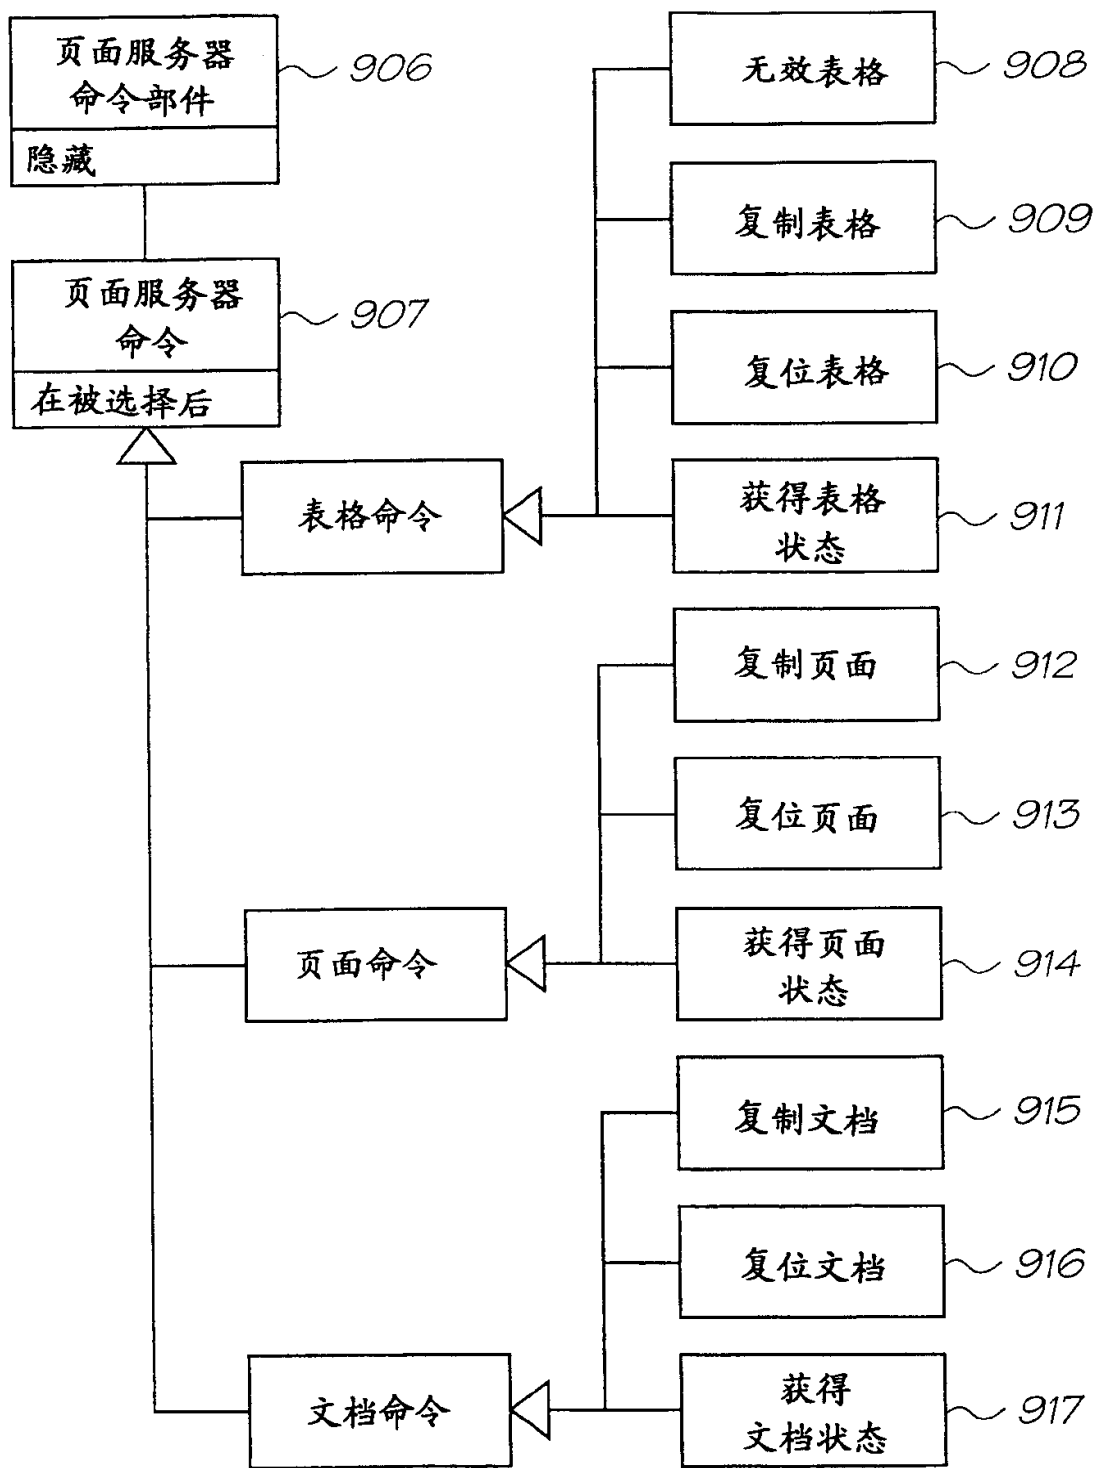 页面服务器
命令部件
906
隐藏
页面服务器
命令
907
在被选择后
无效表格
908
复制表格
909
复位表格
910
表格命令
获得表格
状态
911
复制页面
912
复位页面
913
页面命令
获得页面
状态
914
复制文档
915
复位文档
916
文档命令
获得
文档状态
917